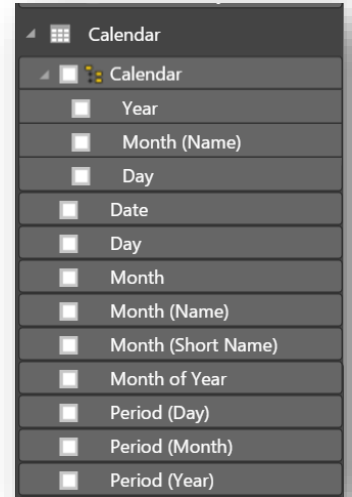 Calendar
Calendar
Year
Month (Name)
Day
Date
Day
Month
Month (Name)
Month (Short Name)
Month of Year
Period (Day)
Period (Month)
Period (Year)